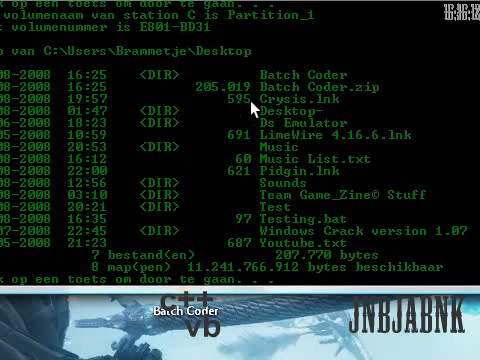 k op een toets om door te gaan. . .
volumenaam van station C is Partition_1
volumenummer is E801-BD31
van C:\Users\Brammetje\Desktop
08-2008 16:25 <DIR> Batch Coder
08-2008 16:25 205.019 Batch Coder.zip
08-2008 19:57 595 Crysis.lnk
08-2008 01:47 <DIR> Desktop-
06-2008 18:23 <DIR> Ds Emulator
05-2008 10:59 691 LimeWire 4.16.6.lnk
08-2008 20:53 <DIR> Music
08-2008 16:12 60 Music List.txt
08-2008 22:00 621 Pidgin.lnk
08-2008 12:56 <DIR> Sounds
08-2008 03:10 <DIR> Team Game_Zine© Stuff
08-2008 20:21 <DIR> Test
08-2008 16:35 97 Testing.bat
07-2008 22:45 <DIR> Windows Crack version 1.07
05-2008 21:23 687 Youtube.txt
7 bestand(en) 207.770 bytes
8 map(pen) 11.241.766.912 bytes beschikbaar
k op een toets om door te gaan. . .
c++
Batch Coder
vb
JNBJABNK